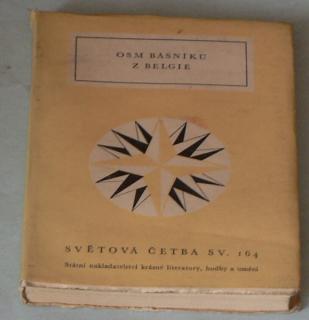 OSM BÁSNÍKŮ
Z BELGIE
SVĚTOVÁ ČETBA SV. 164
Státní nakladatelství krásné literatury, hudby a umění